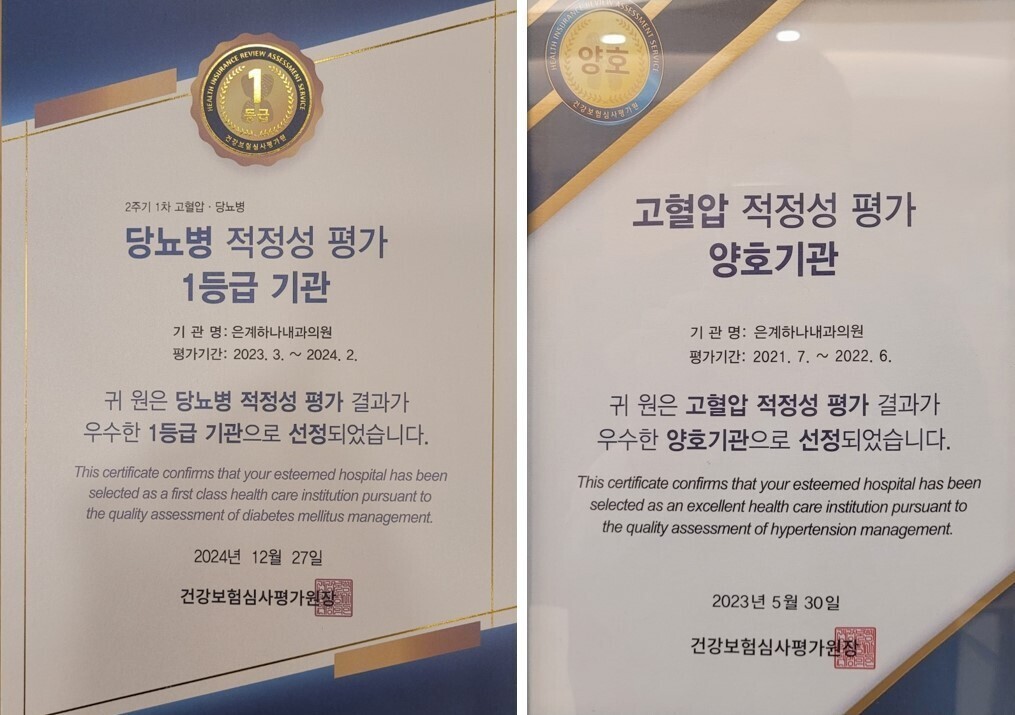 HEALTH INSURANCE REVIEW ASSESSMENT SERVICE
1
등급
건강보험심사평가원
2주기 1차 고혈압 · 당뇨병
당뇨병 적정성 평가
1등급 기관
기 관 명: 은계하나내과의원
평가기간: 2023. 3. ~ 2024. 2.
귀 원은 당뇨병 적정성 평가 결과가
우수한 1등급 기관으로 선정되었습니다.
This certificate confirms that your esteemed hospital has been
selected as a first class health care institution pursuant to
the quality assessment of diabetes mellitus management.
2024년 12월 27일
건강보험심사평가원장
HEALTH INSURANCE REVIEW ASSESSMENT SERVICE
양호
건강보험심사평가원
고혈압 적정성 평가
양호기관
기 관 명: 은계하나내과의원
평가기간: 2021. 7. ~ 2022. 6.
귀 원은 고혈압 적정성 평가 결과가
우수한 양호기관으로 선정되었습니다.
This certificate confirms that your esteemed hospital has been
selected as an excellent health care institution pursuant to
the quality assessment of hypertension management.
2023년 5월 30일
건강보험심사평가원장